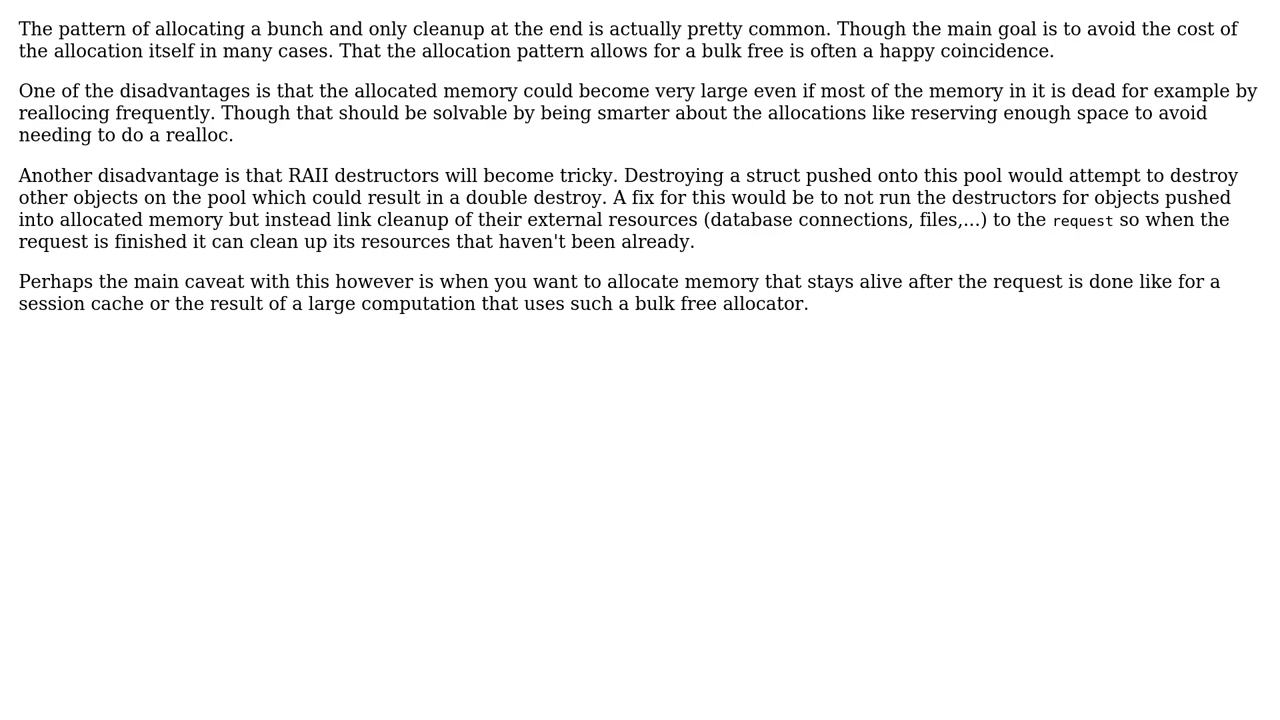 The pattern of allocating a bunch and only cleanup at the end is actually pretty common. Though the main goal is to avoid the cost of
the allocation itself in many cases. That the allocation pattern allows for a bulk free is often a happy coincidence.
One of the disadvantages is that the allocated memory could become very large even if most of the memory in it is dead for example by
reallocing frequently. Though that should be solvable by being smarter about the allocations like reserving enough space to avoid
needing to do a realloc.
Another disadvantage is that RAII destructors will become tricky. Destroying a struct pushed onto this pool would attempt to destroy
other objects on the pool which could result in a double destroy. A fix for this would be to not run the destructors for objects pushed
into allocated memory but instead link cleanup of their external resources (database connections, files,...) to the request so when the
request is finished it can clean up its resources that haven't been already.
Perhaps the main caveat with this however is when you want to allocate memory that stays alive after the request is done like for a
session cache or the result of a large computation that uses such a bulk free allocator.